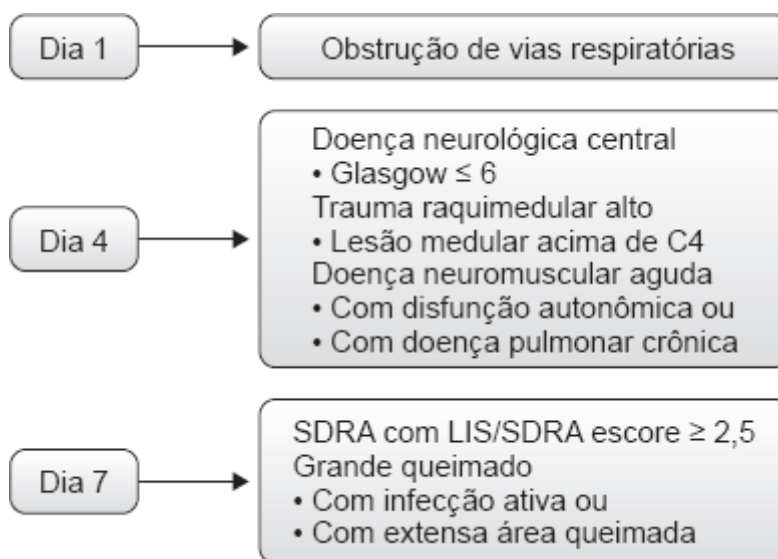 Dia 1
Obstrução de vias respiratórias
Dia 4
Doença neurológica central
• Glasgow ≤ 6
Trauma raquimedular alto
• Lesão medular acima de C4
Doença neuromuscular aguda
• Com disfunção autonômica ou
• Com doença pulmonar crônica
Dia 7
SDRA com LIS/SDRA escore ≥ 2,5
Grande queimado
• Com infecção ativa ou
• Com extensa área queimada